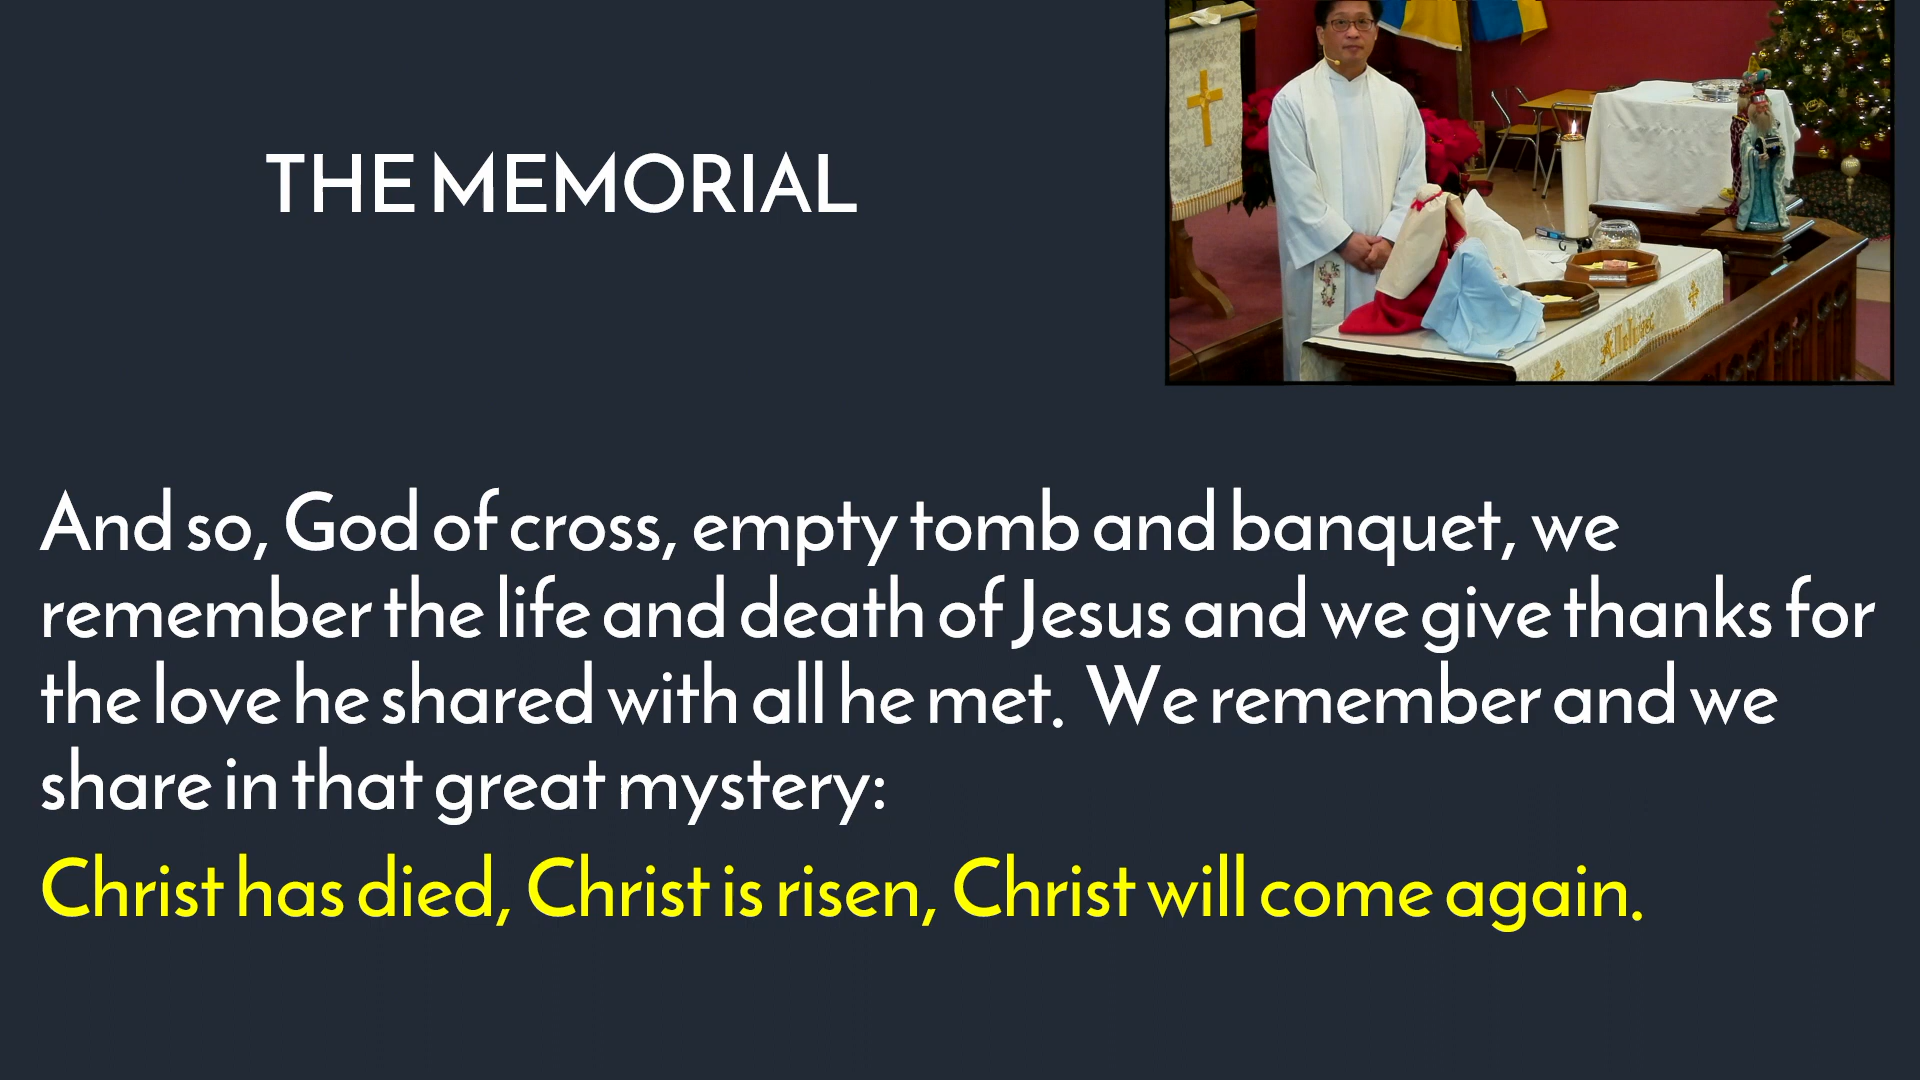 THE MEMORIAL
Alleluia
And so, God of cross, empty tomb and banquet, we
remember the life and death of Jesus and we give thanks for
the love he shared with all he met. We remember and we
share in that great mystery:
Christ has died, Christ is risen, Christ will come again.